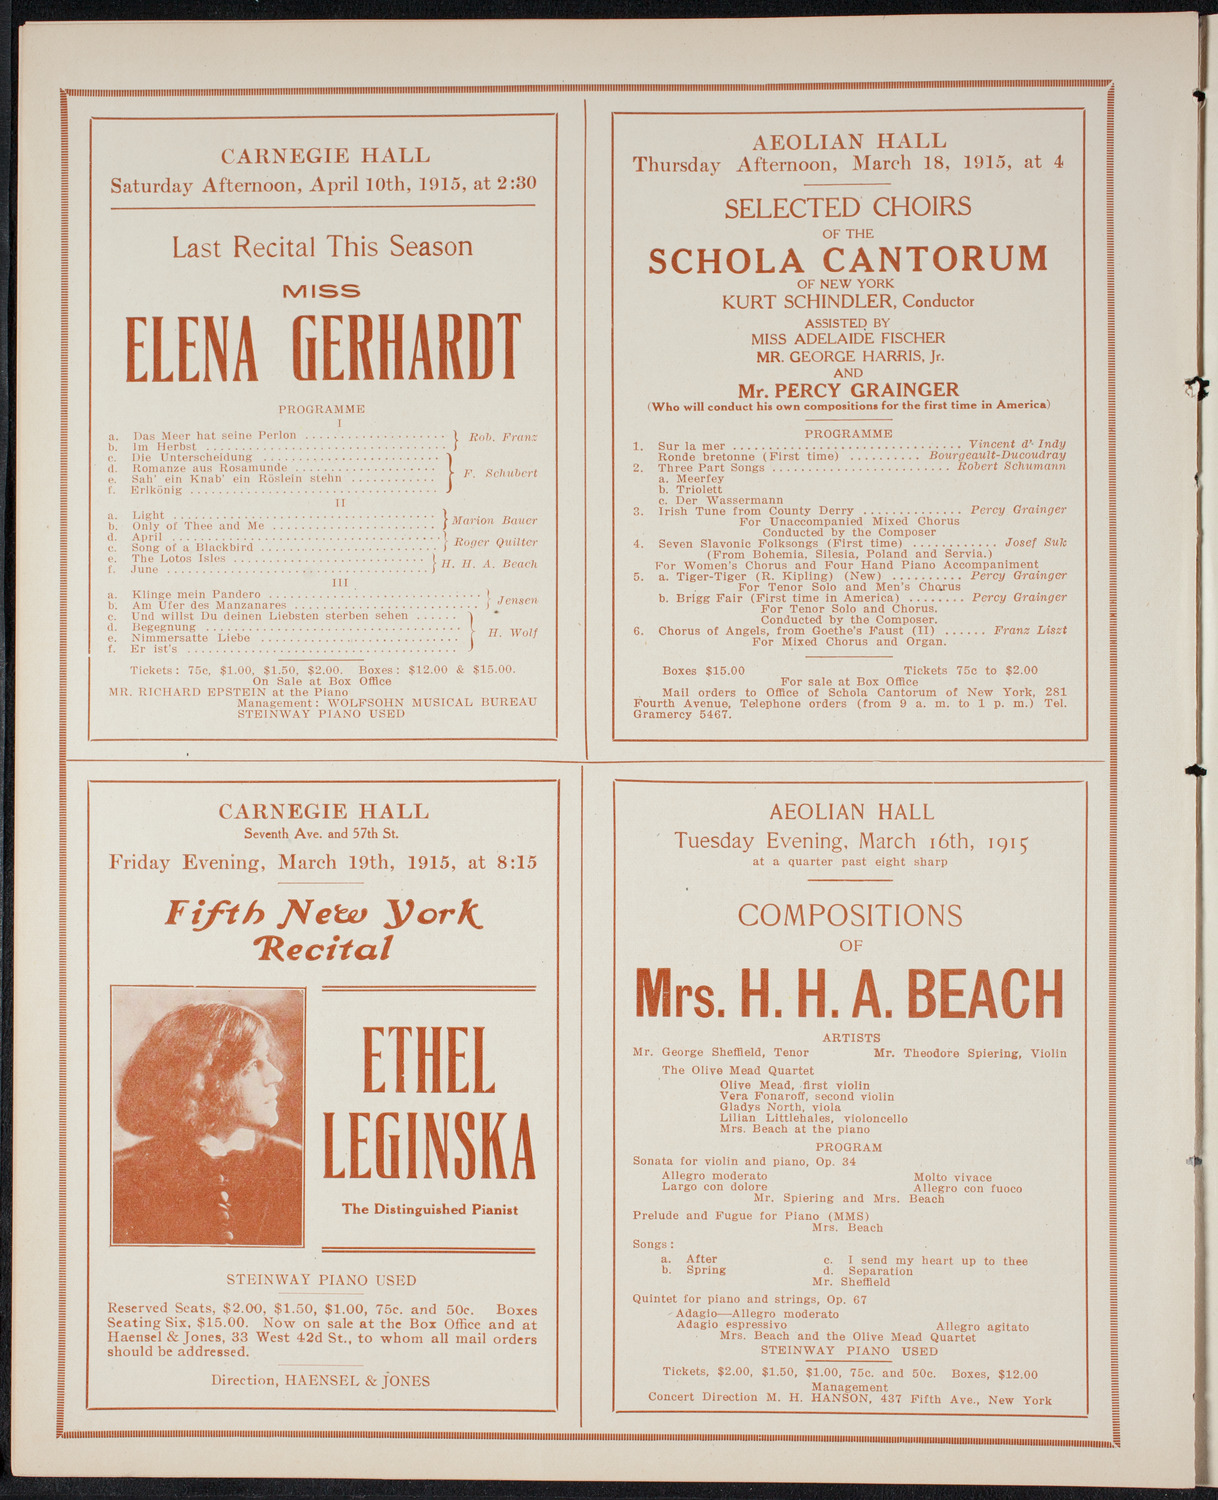 CARNEGIE HALL
Saturday Afternoon, April 10th, 1915, at 2:30
Last Recital This Season
MISS
ELENA GERHARDT
PROGRAMME
I
a. Das Meer hat seine Perlon
b. Im Herbst
Rob. Franz
c. Die Unterscheidung
d. Romanze aus Rosamunde
e. Sah' ein Knab' ein Röslein stehn
f. Erlkönig
F. Schubert
II
a. Light
b. Only of Thee and Me
Marion Bauer
d. April
c. Song of a Blackbird
Roger Quilter
e. The Lotos Isles
f. June
H. H. A. Beach
III
a. Klinge mein Pandero
b. Am Ufer des Manzanares
Jensen
c. Und willst Du deinen Liebsten sterben sehen
d. Begegnung
e. Nimmersatte Liebe
f. Er ist's
H. Wolf
Tickets: 75c, $1.00, $1.50, $2.00. Boxes: $12.00 & $15.00.
On Sale at Box Office
MR. RICHARD EPSTEIN at the Piano
Management: WOLFSOHN MUSICAL BUREAU
STEINWAY PIANO USED
AEOLIAN HALL
Thursday Afternoon, March 18, 1915, at 4
SELECTED CHOIRS
OF THE
SCHOLA CANTORUM
OF NEW YORK
KURT SCHINDLER, Conductor
ASSISTED BY
MISS ADELAIDE FISCHER
MR. GEORGE HARRIS, Jr.
AND
Mr. PERCY GRAINGER
(Who will conduct his own compositions for the first time in America)
PROGRAMME
1. Sur la mer ... Vincent d' Indy
Ronde bretonne (First time) ... Bourgeault-Ducoudray
2. Three Part Songs ... Robert Schumann
a. Meerfey
b. Triolett
c. Der Wassermann
3. Irish Tune from County Derry ... Percy Grainger
For Unaccompanied Mixed Chorus
Conducted by the Composer
4. Seven Slavonic Folksongs (First time) ... Josef Suk
(From Bohemia, Silesia, Poland and Servia.)
For Women's Chorus and Four Hand Piano Accompaniment
5. a. Tiger-Tiger (R. Kipling) (New) ... Percy Grainger
For Tenor Solo and Men's Chorus
b. Brigg Fair (First time in America) ... Percy Grainger
For Tenor Solo and Chorus.
Conducted by the Composer.
6. Chorus of Angels, from Goethe's Faust (II) ... Franz Liszt
For Mixed Chorus and Organ.
Boxes $15.00 Tickets 75c to $2.00
For sale at Box Office
Mail orders to Office of Schola Cantorum of New York, 281
Fourth Avenue, Telephone orders (from 9 a. m. to 1 p. m.) Tel.
Gramercy 5467.
CARNEGIE HALL
Seventh Ave. and 57th St.
Friday Evening, March 19th, 1915, at 8:15
Fifth New York
Recital
ETHEL
LEGINSKA
The Distinguished Pianist
STEINWAY PIANO USED
Reserved Seats, $2.00, $1.50, $1.00, 75c. and 50c. Boxes
Seating Six, $15.00. Now on sale at the Box Office and at
Haensel & Jones, 33 West 42d St., to whom all mail orders
should be addressed.
Direction, HAENSEL & JONES
AEOLIAN HALL
Tuesday Evening, March 16th, 1915
at a quarter past eight sharp
COMPOSITIONS
OF
Mrs. H. H. A. BEACH
ARTISTS
Mr. George Sheffield, Tenor Mr. Theodore Spiering, Violin
The Olive Mead Quartet
Olive Mead, first violin
Vera Fonaroff, second violin
Gladys North, viola
Lilian Littlehales, violoncello
Mrs. Beach at the piano
PROGRAM
Sonata for violin and piano, Op. 34
Allegro moderato Molto vivace
Largo con dolore Allegro con fuoco
Mr. Spiering and Mrs. Beach
Prelude and Fugue for Piano (MMS)
Mrs. Beach
Songs:
a. After c. I send my heart up to thee
b. Spring d. Separation
Mr. Sheffield
Quintet for piano and strings, Op. 67
Adagio—Allegro moderato
Adagio espressivo Allegro agitato
Mrs. Beach and the Olive Mead Quartet
STEINWAY PIANO USED
Tickets, $2.00, $1.50, $1.00, 75c. and 50c. Boxes, $12.00
Management
Concert Direction M. H. HANSON, 437 Fifth Ave., New York